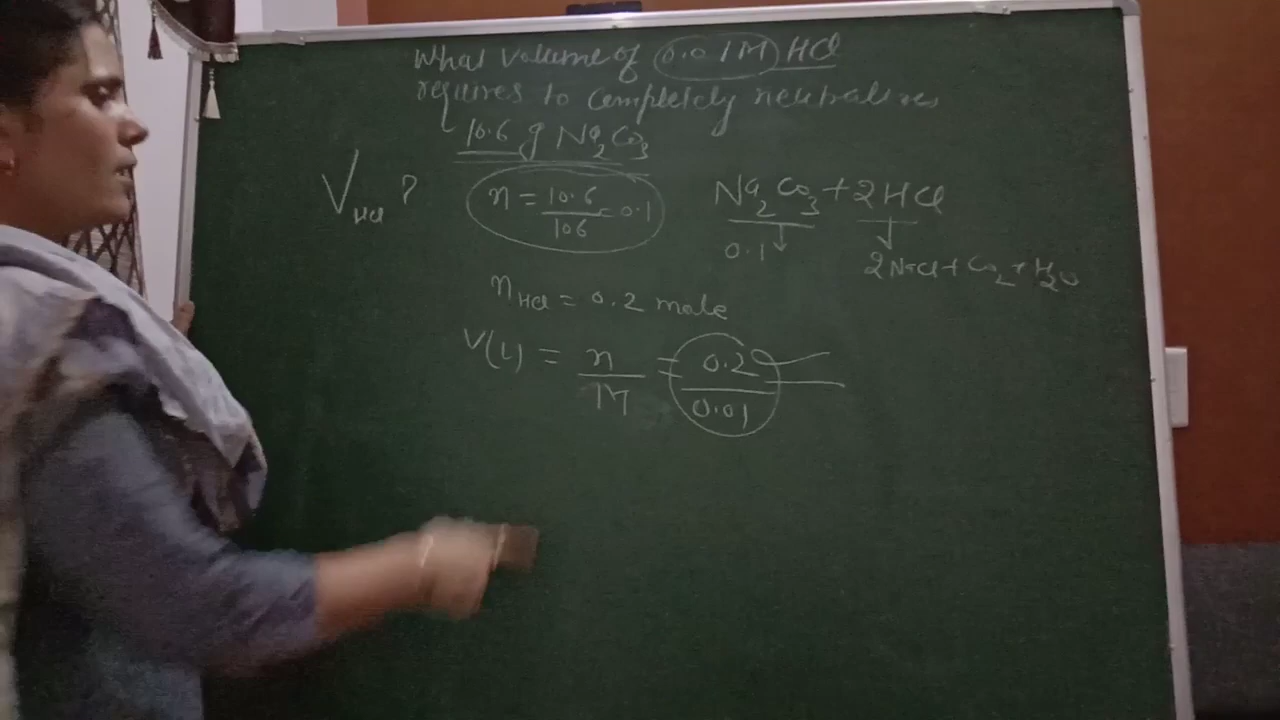 What volume of 0.01M HCl
requires to completely neutralises
10.6 g Na2CO3
V HCl ?
n = 10.6/106 = 0.1
Na2CO3 + 2HCl
0.1
2NaCl + CO2 + H2O
nHCl = 0.2 mole
V(L) = n/M = 0.2/0.01